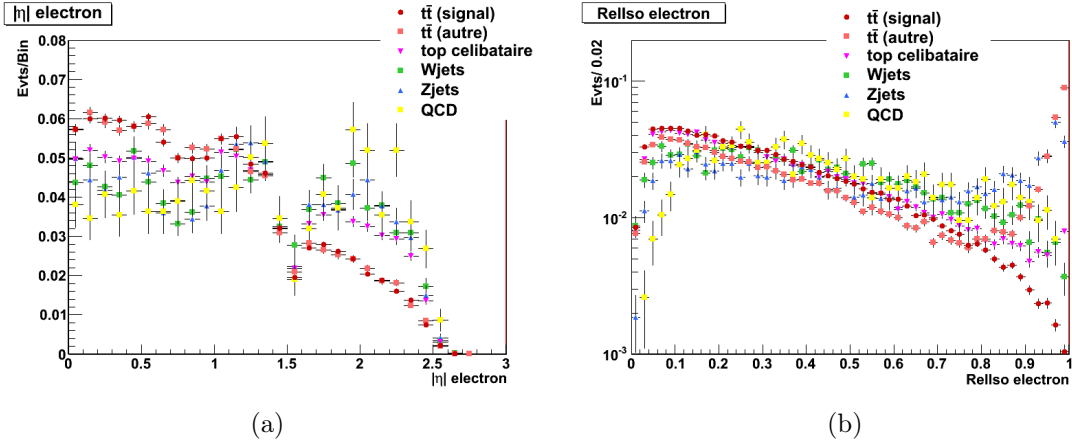 |η| electron
tt̄ (signal)
tt̄ (autre)
top celibataire
Wjets
Zjets
QCD
Evts/Bin
0.08
0.07
0.06
0.05
0.04
0.03
0.02
0.01
0
0 0.5 1 1.5 2 2.5 3
|η| electron
(a)
RelIso electron
tt̄ (signal)
tt̄ (autre)
top celibataire
Wjets
Zjets
QCD
Evts/ 0.02
10⁻¹
10⁻²
10⁻³
0 0.1 0.2 0.3 0.4 0.5 0.6 0.7 0.8 0.9 1
RelIso electron
(b)